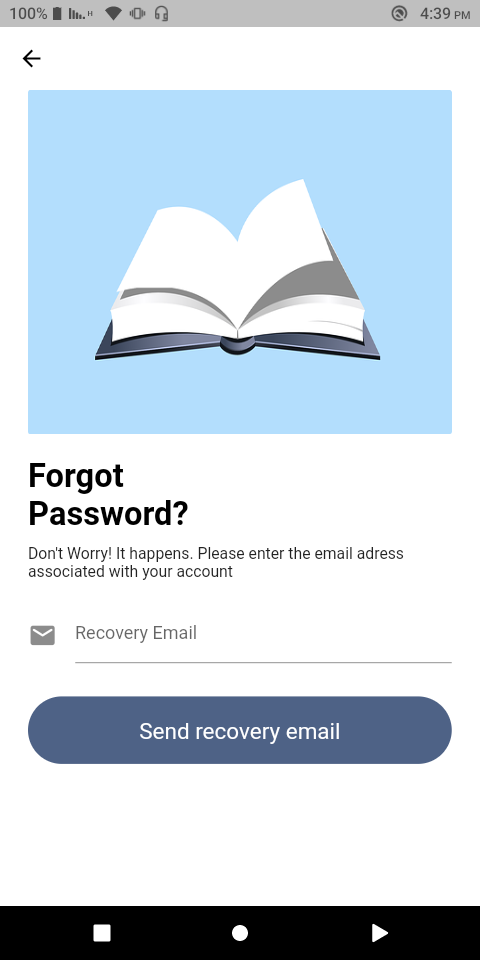 100% H 4:39 PM
Forgot
Password?
Don't Worry! It happens. Please enter the email adress
associated with your account
Recovery Email
Send recovery email